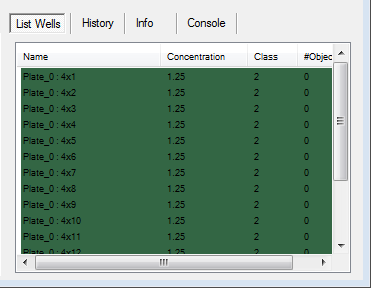 List Wells History Info Console
Name Concentration Class #Objec
Plate_0 : 4x1 1.25 2 0
Plate_0 : 4x2 1.25 2 0
Plate_0 : 4x3 1.25 2 0
Plate_0 : 4x4 1.25 2 0
Plate_0 : 4x5 1.25 2 0
Plate_0 : 4x6 1.25 2 0
Plate_0 : 4x7 1.25 2 0
Plate_0 : 4x8 1.25 2 0
Plate_0 : 4x9 1.25 2 0
Plate_0 : 4x10 1.25 2 0
Plate_0 : 4x11 1.25 2 0
Plate_0 : 4x12 1.25 2 0